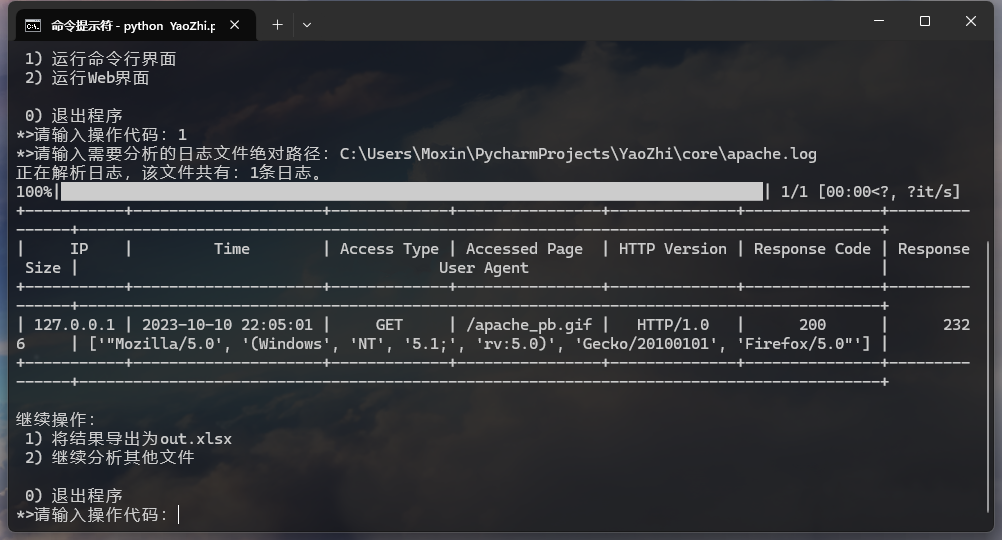 命令提示符 - python YaoZhi.p
1) 运行命令行界面
2) 运行Web界面
0) 退出程序
*>请输入操作代码: 1
*>请输入需要分析的日志文件绝对路径: C:\Users\Moxin\PycharmProjects\YaoZhi\core\apache.log
正在解析日志，该文件共有: 1条日志。
100%| | 1/1 [00:00<?, ?it/s]
+-----------+---------------------+-------------+----------------+--------------+---------------+---------
------+-----------------------------------------------------------------------------------------+
| IP | Time | Access Type | Accessed Page | HTTP Version | Response Code | Response
Size | User Agent |
+-----------+---------------------+-------------+----------------+--------------+---------------+---------
------+-----------------------------------------------------------------------------------------+
| 127.0.0.1 | 2023-10-10 22:05:01 | GET | /apache_pb.gif | HTTP/1.0 | 200 | 232
6 | ['"Mozilla/5.0', '(Windows', 'NT', '5.1;', 'rv:5.0)', 'Gecko/20100101', 'Firefox/5.0"'] |
+-----------+---------------------+-------------+----------------+--------------+---------------+---------
------+-----------------------------------------------------------------------------------------+
继续操作:
1) 将结果导出为out.xlsx
2) 继续分析其他文件
0) 退出程序
*>请输入操作代码: